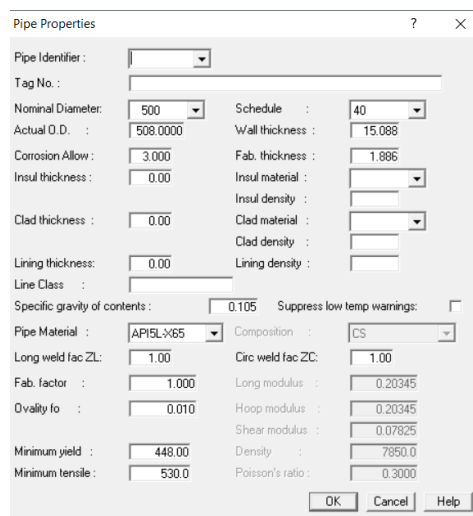 Pipe Properties ? ×
Pipe Identifier :
Tag No. :
Nominal Diameter: 500 Schedule : 40
Actual O.D. : 508.0000 Wall thickness : 15.088
Corrosion Allow : 3.000 Fab. thickness : 1.886
Insul thickness : 0.00 Insul material :
Insul density :
Clad thickness : 0.00 Clad material :
Clad density :
Lining thickness: 0.00 Lining density :
Line Class :
Specific gravity of contents : 0.105 Suppress low temp warnings:
Pipe Material : API5L-X65 Composition : CS
Long weld fac ZL: 1.00 Circ weld fac ZC: 1.00
Fab. factor : 1.000 Long modulus : 0.20345
Ovality fo : 0.010 Hoop modulus : 0.20345
Shear modulus : 0.07825
Minimum yield : 448.00 Density : 7850.0
Minimum tensile : 530.0 Poisson's ratio : 0.3000
OK Cancel Help